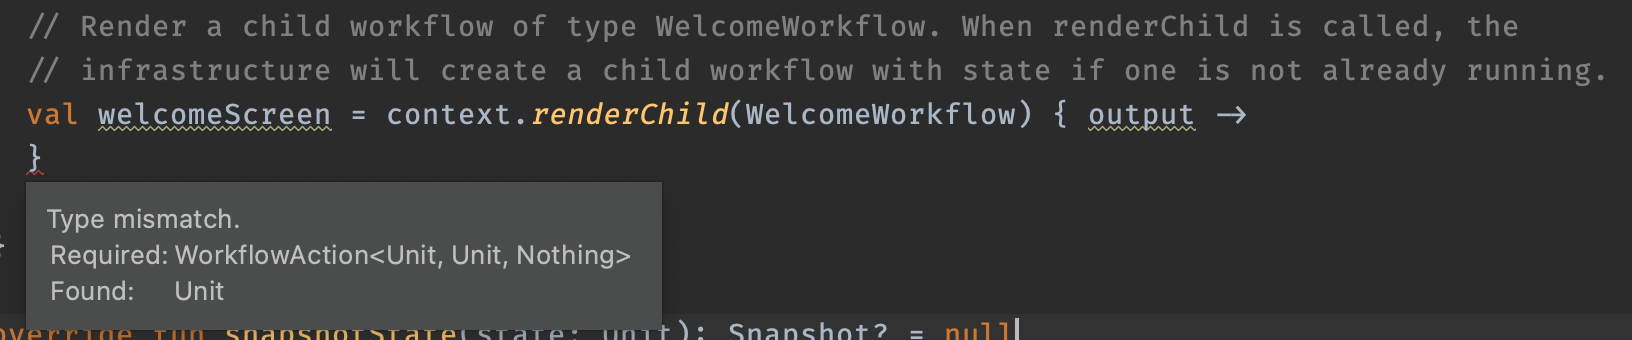 // Render a child workflow of type WelcomeWorkflow. When renderChild is called, the
// infrastructure will create a child workflow with state if one is not already running.
val welcomeScreen = context.renderChild(WelcomeWorkflow) { output ->
}
Type mismatch.
Required: WorkflowAction<Unit, Unit, Nothing>
Found: Unit
override fun snapshotState(state: Unit): Snapshot? = null